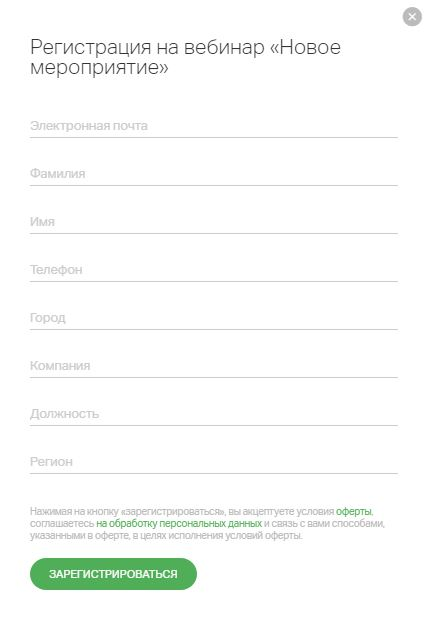 Регистрация на вебинар «Новое
мероприятие»
Электронная почта
Фамилия
Имя
Телефон
Город
Компания
Должность
Регион
Нажимая на кнопку «зарегистрироваться», вы акцептуете условия оферты,
соглашаетесь на обработку персональных данных и связь с вами способами,
указанными в оферте, в целях исполнения условий оферты.
ЗАРЕГИСТРИРОВАТЬСЯ